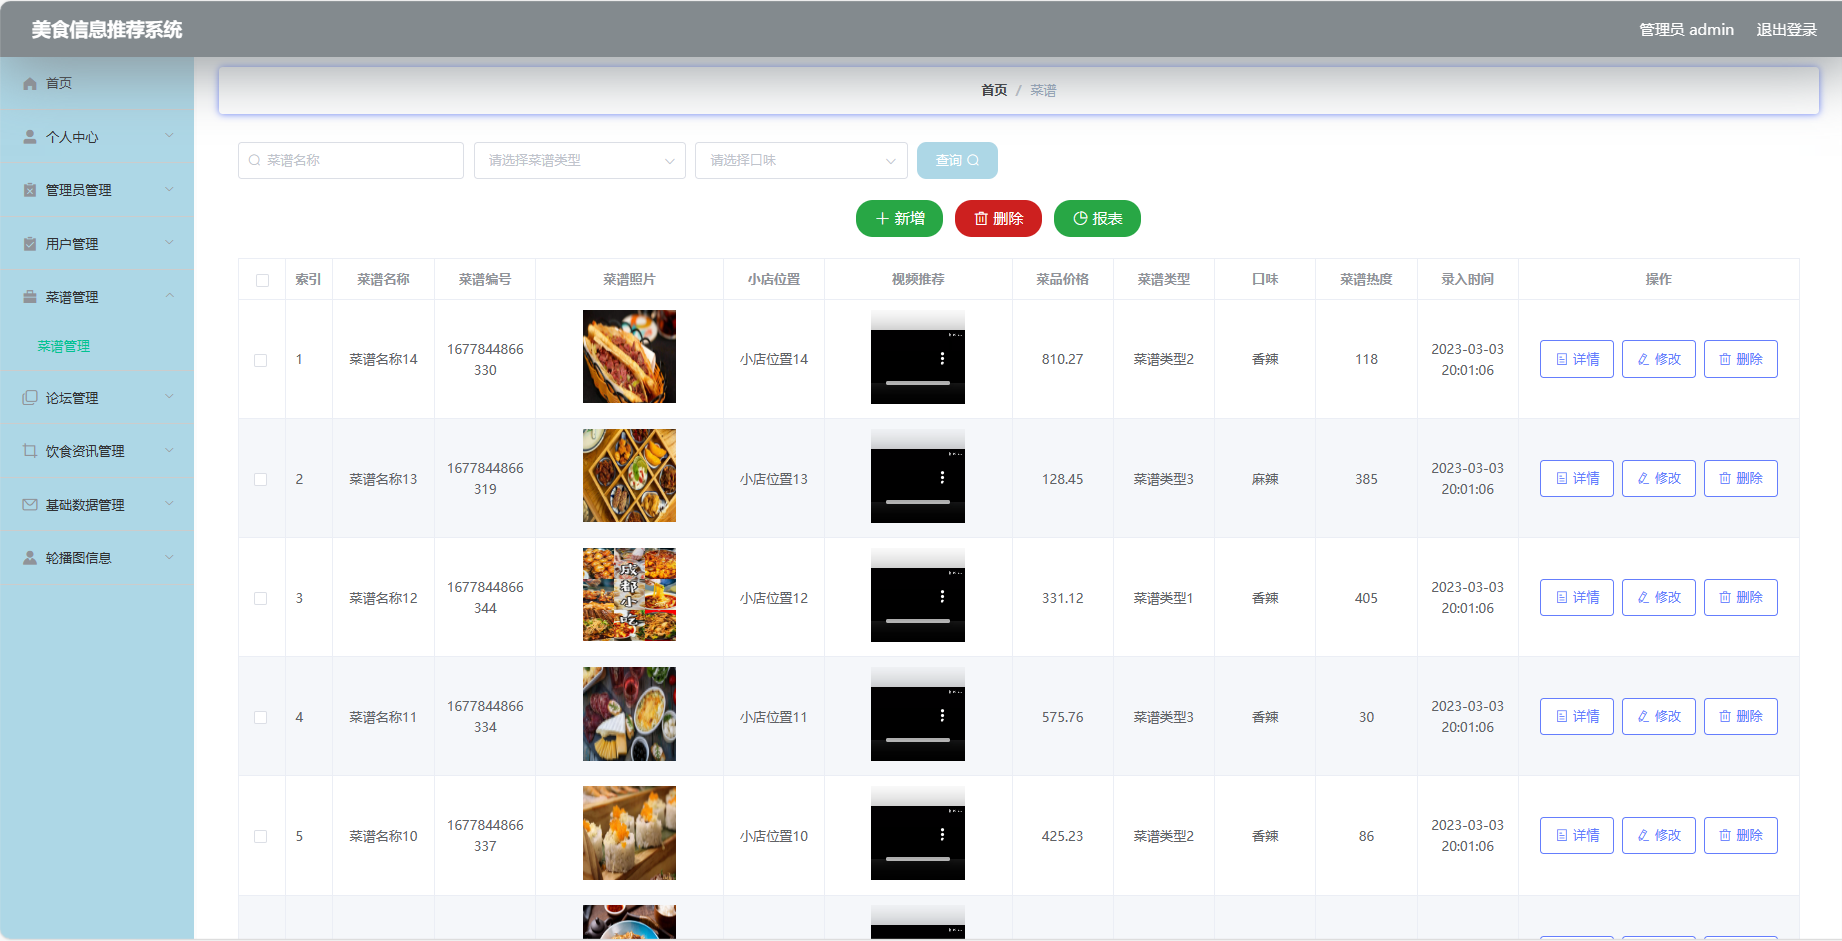 美食信息推荐系统
管理员 admin 退出登录
首页
个人中心
管理员管理
用户管理
菜谱管理
菜谱管理
论坛管理
饮食资讯管理
基础数据管理
轮播图信息
首页 / 菜谱
菜谱名称 请选择菜谱类型 请选择口味 查询
新增 删除 报表
索引 菜谱名称 菜谱编号 菜谱照片 小店位置 视频推荐 菜品价格 菜谱类型 口味 菜谱热度 录入时间 操作
1 菜谱名称14 1677844866330 小店位置14 810.27 菜谱类型2 香辣 118 2023-03-03 20:01:06 详情 修改 删除
2 菜谱名称13 1677844866319 小店位置13 128.45 菜谱类型3 麻辣 385 2023-03-03 20:01:06 详情 修改 删除
3 菜谱名称12 1677844866344 成都小吃 小店位置12 331.12 菜谱类型1 香辣 405 2023-03-03 20:01:06 详情 修改 删除
4 菜谱名称11 1677844866334 小店位置11 575.76 菜谱类型3 香辣 30 2023-03-03 20:01:06 详情 修改 删除
5 菜谱名称10 1677844866337 小店位置10 425.23 菜谱类型2 香辣 86 2023-03-03 20:01:06 详情 修改 删除